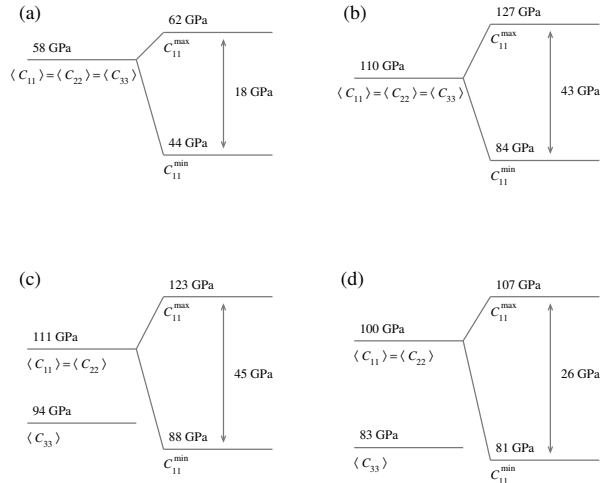 (a)
62 GPa
C₁₁ᵐᵃˣ
58 GPa
⟨C₁₁⟩=⟨C₂₂⟩=⟨C₃₃⟩
18 GPa
44 GPa
C₁₁ᵐⁱⁿ
(b)
127 GPa
C₁₁ᵐᵃˣ
110 GPa
⟨C₁₁⟩=⟨C₂₂⟩=⟨C₃₃⟩
43 GPa
84 GPa
C₁₁ᵐⁱⁿ
(c)
123 GPa
C₁₁ᵐᵃˣ
111 GPa
⟨C₁₁⟩=⟨C₂₂⟩
45 GPa
94 GPa
⟨C₃₃⟩
88 GPa
C₁₁ᵐⁱⁿ
(d)
107 GPa
C₁₁ᵐᵃˣ
100 GPa
⟨C₁₁⟩=⟨C₂₂⟩
26 GPa
83 GPa
⟨C₃₃⟩
81 GPa
C₁₁ᵐⁱⁿ